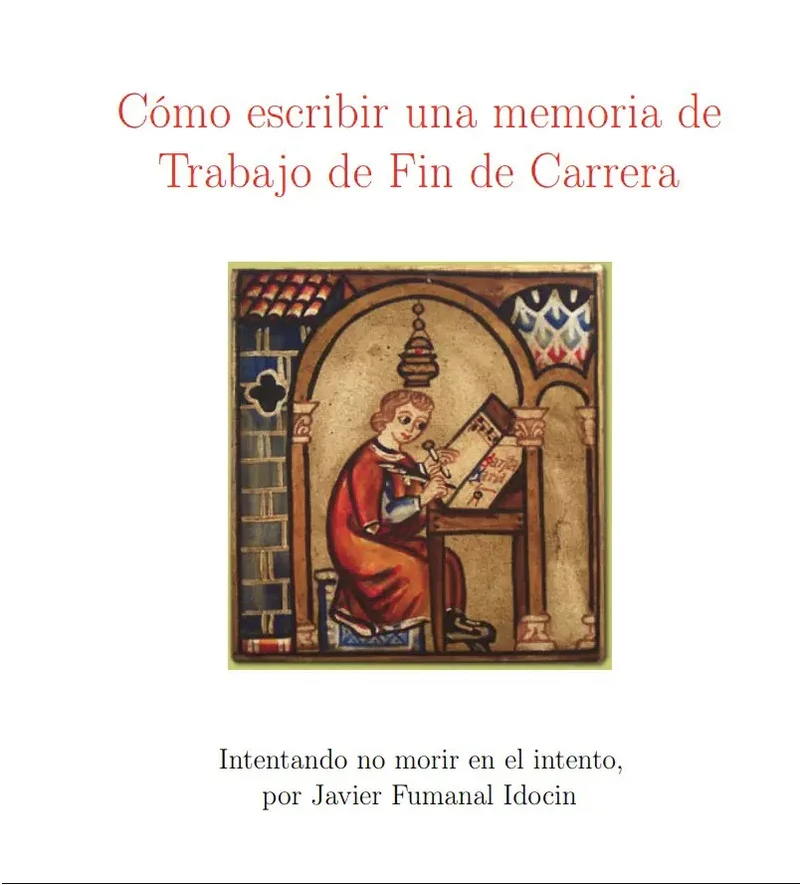 Cómo escribir una memoria de
Trabajo de Fin de Carrera
Intentando no morir en el intento,
por Javier Fumanal Idocin